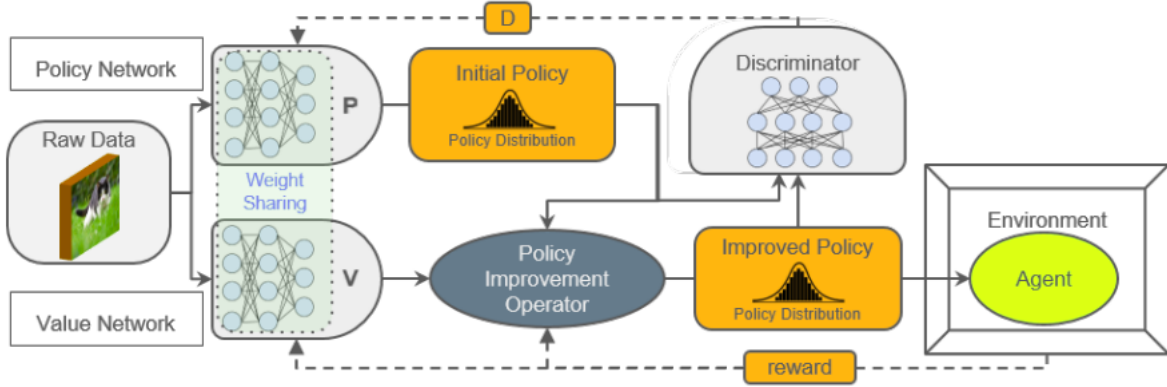 D
Policy Network
P
Initial Policy
Policy Distribution
Discriminator
Raw Data
Weight
Sharing
Environment
Agent
Policy
Improvement
Operator
Improved Policy
Policy Distribution
V
Value Network
reward